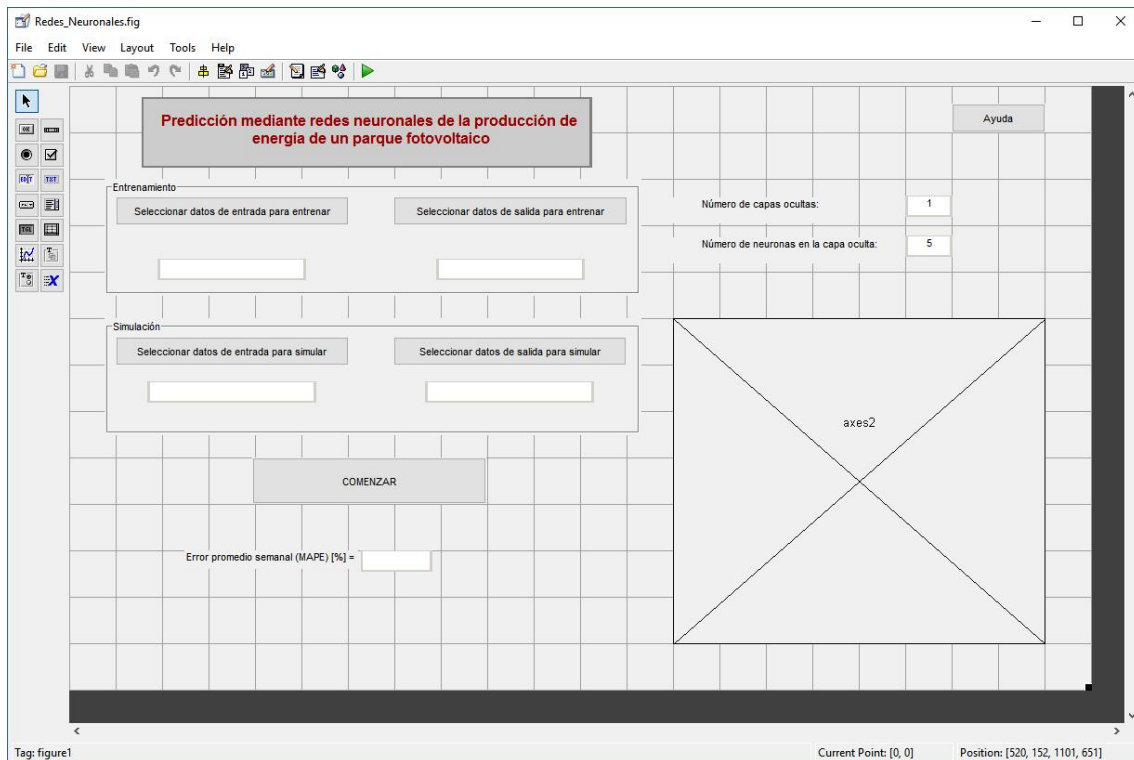 Redes_Neuronales.fig
File Edit View Layout Tools Help
Predicción mediante redes neuronales de la producción de
energía de un parque fotovoltaico
Ayuda
Entrenamiento
Seleccionar datos de entrada para entrenar
Seleccionar datos de salida para entrenar
Número de capas ocultas: 1
Número de neuronas en la capa oculta: 5
Simulación
Seleccionar datos de entrada para simular
Seleccionar datos de salida para simular
axes2
COMENZAR
Error promedio semanal (MAPE) [%] =
Tag: figure1
Current Point: [0, 0]
Position: [520, 152, 1101, 651]